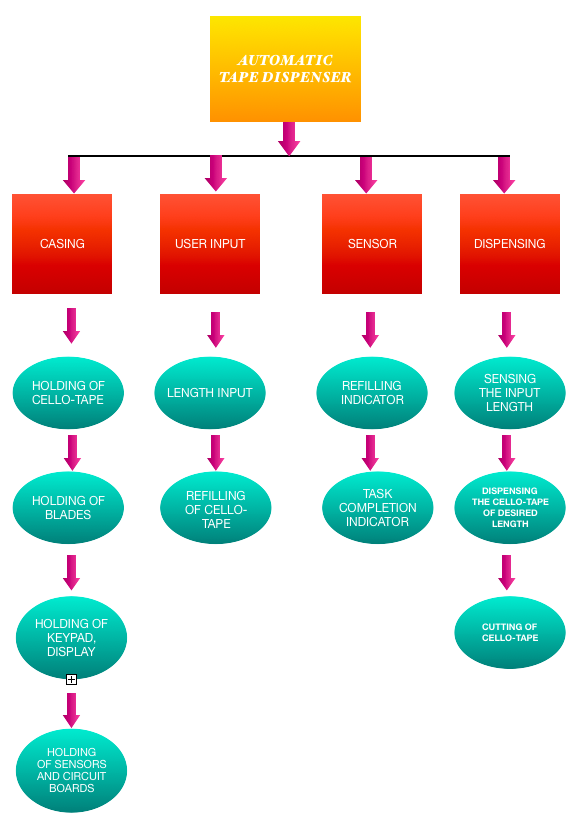 AUTOMATIC
TAPE DISPENSER
CASING
USER INPUT
SENSOR
DISPENSING
HOLDING OF
CELLO-TAPE
LENGTH INPUT
REFILLING
INDICATOR
SENSING
THE INPUT
LENGTH
HOLDING OF
BLADES
REFILLING
OF CELLO-
TAPE
TASK
COMPLETION
INDICATOR
DISPENSING
THE CELLO-TAPE
OF DESIRED
LENGTH
HOLDING OF
KEYPAD,
DISPLAY
CUTTING OF
CELLO-TAPE
HOLDING
OF SENSORS
AND CIRCUIT
BOARDS